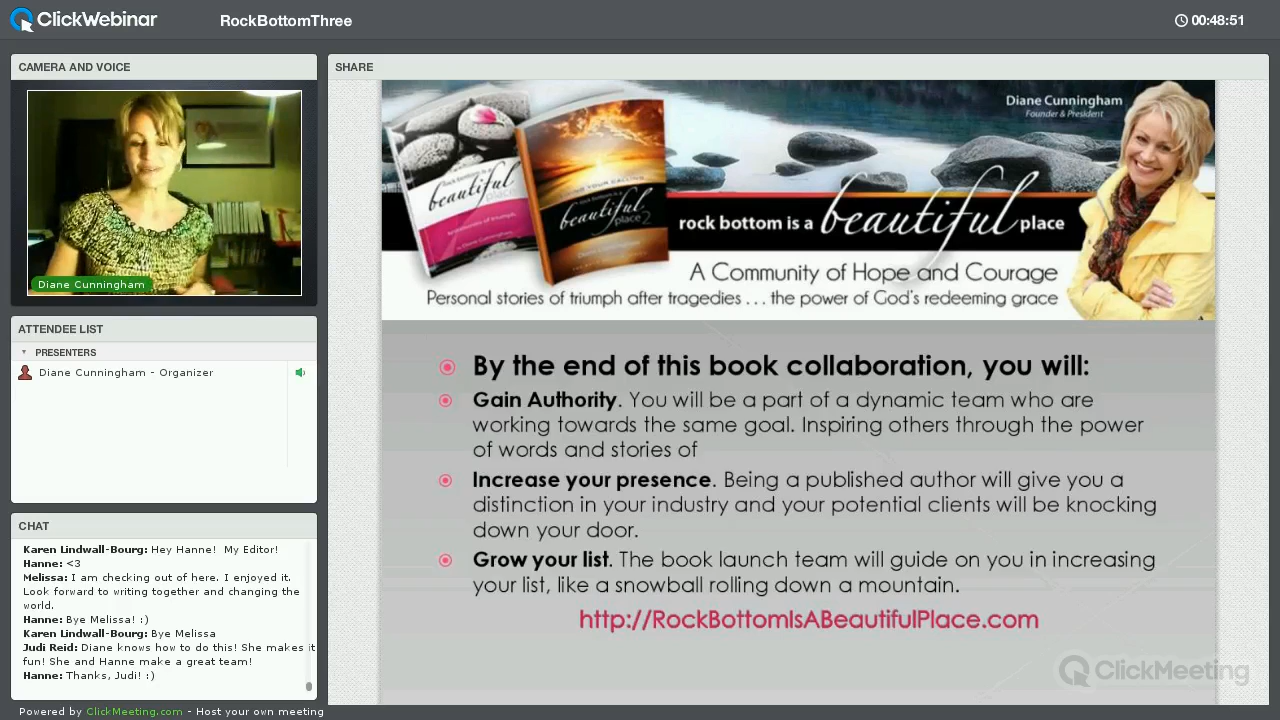 ClickWebinar
RockBottomThree
00:48:51
CAMERA AND VOICE
Diane Cunningham
ATTENDEE LIST
PRESENTERS
Diane Cunningham - Organizer
CHAT
Karen Lindwall-Bourg: Hey Hanne! My Editor!
Hanne: <3
Melissa: I am checking out of here. I enjoyed it.
Look forward to writing together and changing the
world.
Hanne: Bye Melissa! :)
Karen Lindwall-Bourg: Bye Melissa
Judi Reid: Diana knows how to do this! She makes it
fun! She and Hanne make a great team!
Hanne: Thanks, Judi! :)
Powered by ClickMeeting.com - Host your own meeting
SHARE
Diane Cunningham
Founder & President
beautiful
beautiful
place2
rock bottom is a beautiful place
A Community of Hope and Courage
Personal stories of triumph after tragedies . . . the power of God's redeeming grace
By the end of this book collaboration, you will:
Gain Authority. You will be a part of a dynamic team who are
working towards the same goal. Inspiring others through the power
of words and stories of
Increase your presence. Being a published author will give you a
distinction in your industry and your potential clients will be knocking
down your door.
Grow your list. The book launch team will guide on you in increasing
your list, like a snowball rolling down a mountain.
http://RockBottomIsABeautifulPlace.com
ClickMeeting